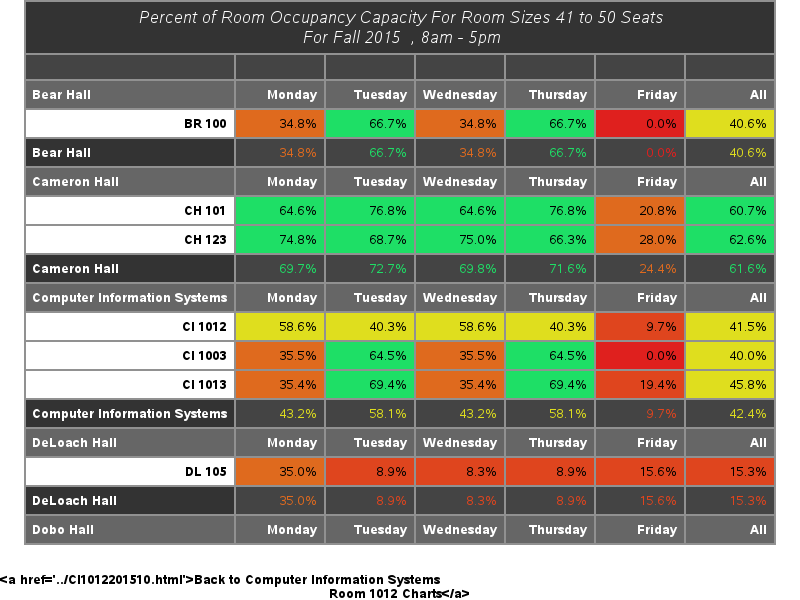 Percent of Room Occupancy Capacity For Room Sizes 41 to 50 Seats
For Fall 2015  , 8am - 5pm
Bear Hall Monday Tuesday Wednesday Thursday Friday All
BR 100 34.8% 66.7% 34.8% 66.7% 0.0% 40.6%
Bear Hall 34.8% 66.7% 34.8% 66.7% 0.0% 40.6%
Cameron Hall Monday Tuesday Wednesday Thursday Friday All
CH 101 64.6% 76.8% 64.6% 76.8% 20.8% 60.7%
CH 123 74.8% 68.7% 75.0% 66.3% 28.0% 62.6%
Cameron Hall 69.7% 72.7% 69.8% 71.6% 24.4% 61.6%
Computer Information Systems Monday Tuesday Wednesday Thursday Friday All
CI 1012 58.6% 40.3% 58.6% 40.3% 9.7% 41.5%
CI 1003 35.5% 64.5% 35.5% 64.5% 0.0% 40.0%
CI 1013 35.4% 69.4% 35.4% 69.4% 19.4% 45.8%
Computer Information Systems 43.2% 58.1% 43.2% 58.1% 9.7% 42.4%
DeLoach Hall Monday Tuesday Wednesday Thursday Friday All
DL 105 35.0% 8.9% 8.3% 8.9% 15.6% 15.3%
DeLoach Hall 35.0% 8.9% 8.3% 8.9% 15.6% 15.3%
Dobo Hall Monday Tuesday Wednesday Thursday Friday All
<a href='../CI1012201510.html'>Back to Computer Information Systems
Room 1012 Charts</a>